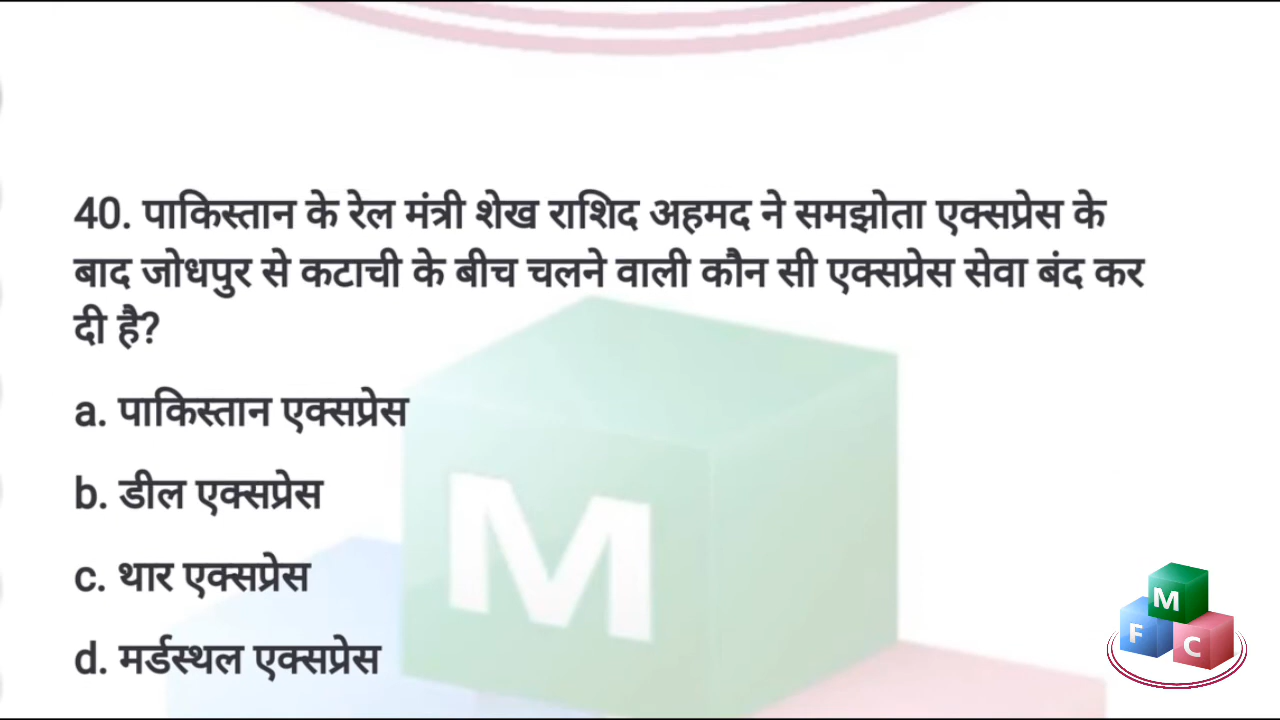 40. पाकिस्तान के रेल मंत्री शेख राशिद अहमद ने समझोता एक्सप्रेस के
बाद जोधपुर से कटाची के बीच चलने वाली कौन सी एक्सप्रेस सेवा बंद कर
दी है?
a. पाकिस्तान एक्सप्रेस
b. डील एक्सप्रेस
c. थार एक्सप्रेस
d. मर्डस्थल एक्सप्रेस
M
M
F
C